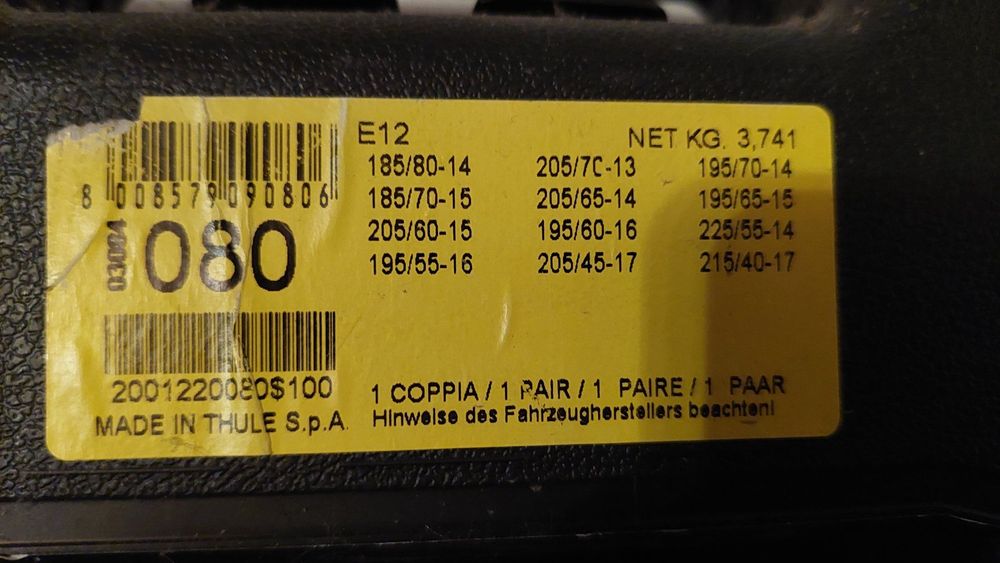 E12 NET KG. 3,741
185/80-14 205/70-13 195/70-14
8 008579 090806
185/70-15 205/65-14 195/65-15
03004
080
205/60-15 195/60-16 225/55-14
195/55-16 205/45-17 215/40-17
2001220080$100
1 COPPIA / 1 PAIR / 1 PAIRE / 1 PAAR
MADE IN THULE S.p.A.
Hinweise des Fahrzeugherstellers beachten!